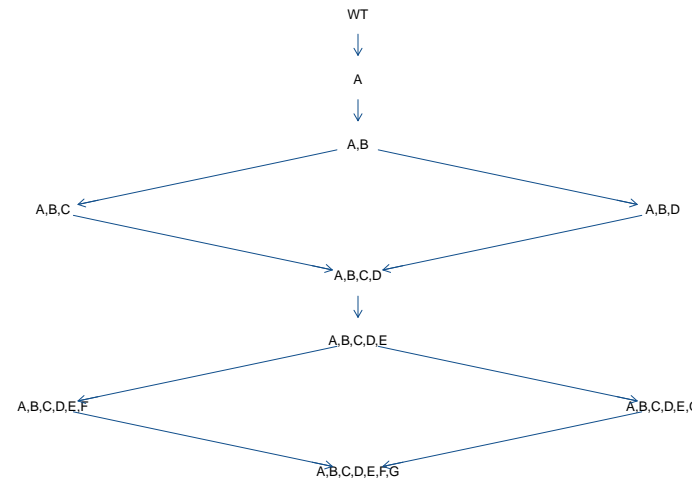 WT
A
A,B
A,B,C
A,B,D
A,B,C,D
A,B,C,D,E
A,B,C,D,E,F
A,B,C,D,E,G
A,B,C,D,E,F,G